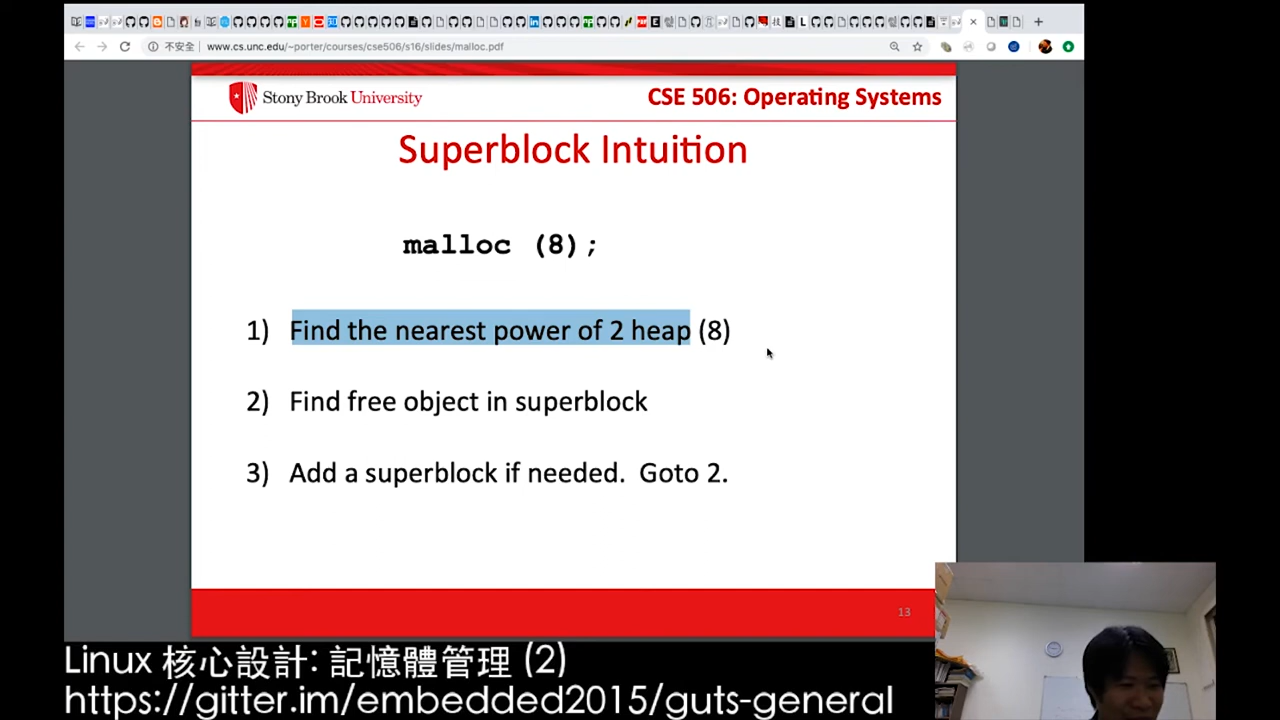 不安全 www.cs.unc.edu/~porter/courses/cse506/s16/slides/malloc.pdf
Stony Brook University
CSE 506: Operating Systems
Superblock Intuition
malloc (8);
1) Find the nearest power of 2 heap (8)
2) Find free object in superblock
3) Add a superblock if needed. Goto 2.
13
Linux 核心設計: 記憶體管理 (2)
https://gitter.im/embedded2015/guts-general